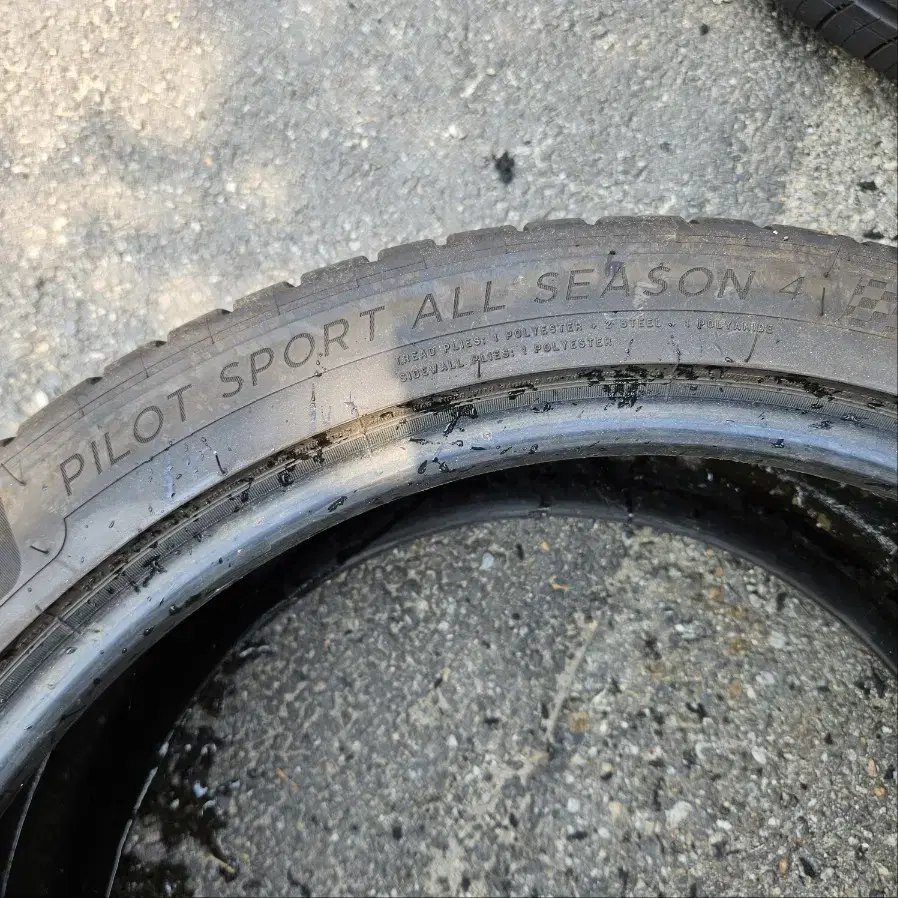 PILOT SPORT ALL SEASON 4
TREAD PLIES: 1 POLYESTER + 2 STEEL + 1 POLYAMIDE
SIDEWALL PLIES: 1 POLYESTER